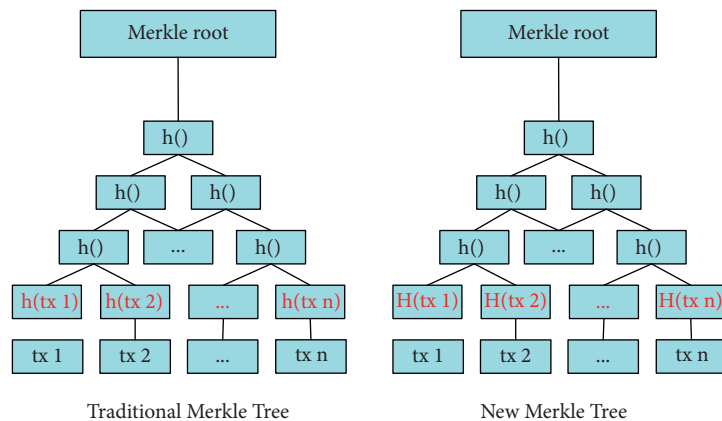 Merkle root
h()
h() h()
h() ... h()
h(tx 1) h(tx 2) ... h(tx n)
tx 1 tx 2 ... tx n
Traditional Merkle Tree
Merkle root
h()
h() h()
h() ... h()
H(tx 1) H(tx 2) ... H(tx n)
tx 1 tx 2 ... tx n
New Merkle Tree